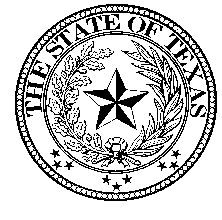 THE STATE OF TEXAS